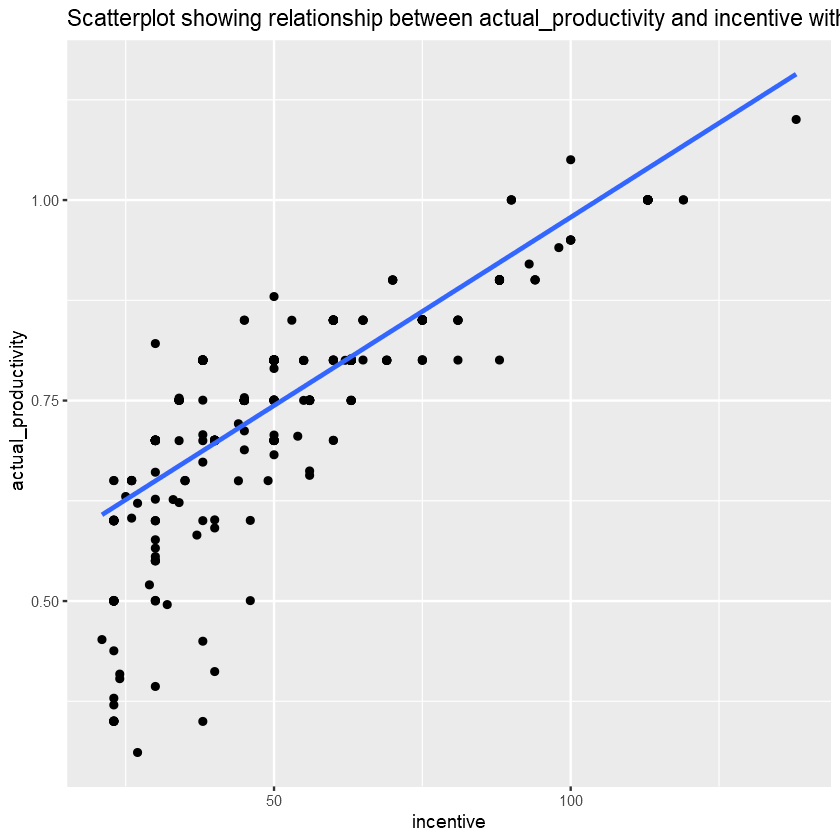 Scatterplot showing relationship between actual_productivity and incentive with
1.00
0.75
0.50
actual_productivity
50
100
incentive